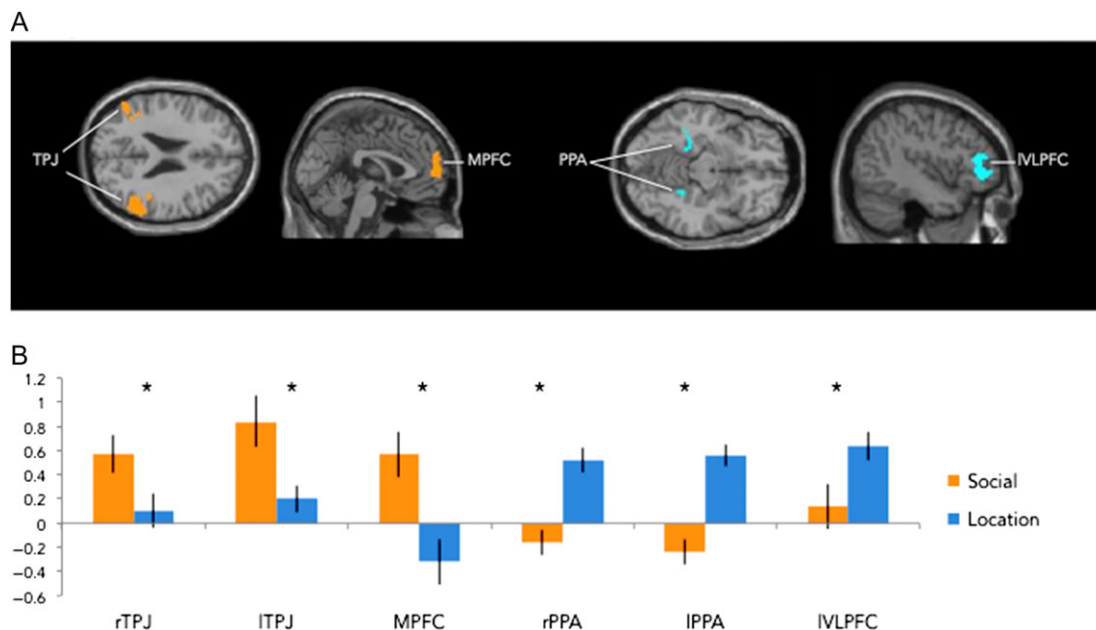 A
TPJ
MPFC
PPA
lVLPFC
B
1.2
1
0.8
0.6
0.4
0.2
0
−0.2
−0.4
−0.6
* * * * * *
rTPJ lTPJ MPFC rPPA lPPA lVLPFC
Social
Location